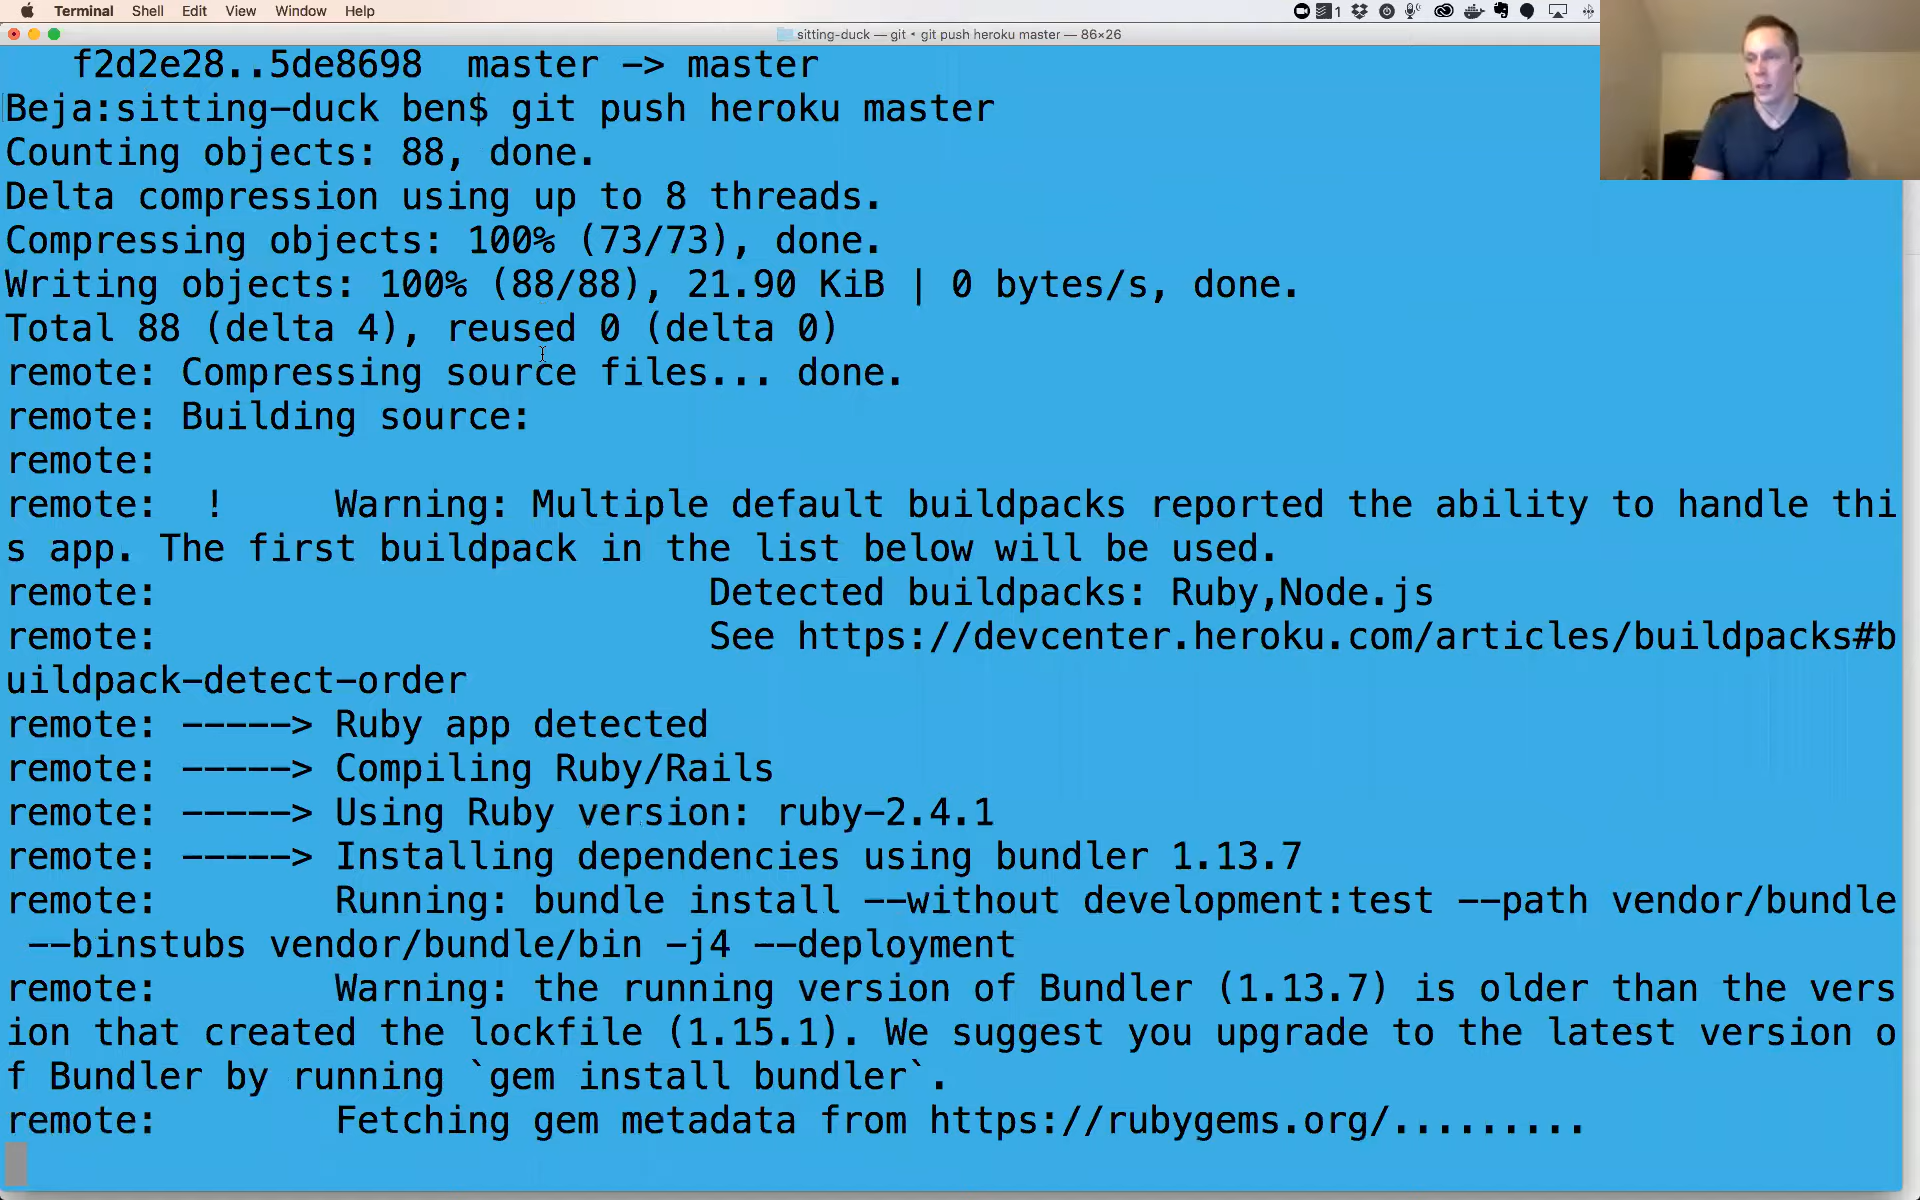 Terminal Shell Edit View Window Help 1
sitting-duck — git • git push heroku master — 86×26
f2d2e28..5de8698  master -> master
Beja:sitting-duck ben$ git push heroku master
Counting objects: 88, done.
Delta compression using up to 8 threads.
Compressing objects: 100% (73/73), done.
Writing objects: 100% (88/88), 21.90 KiB | 0 bytes/s, done.
Total 88 (delta 4), reused 0 (delta 0)
remote: Compressing source files... done.
remote: Building source:
remote:
remote:  !     Warning: Multiple default buildpacks reported the ability to handle thi
s app. The first buildpack in the list below will be used.
remote:                         Detected buildpacks: Ruby,Node.js
remote:                         See https://devcenter.heroku.com/articles/buildpacks#b
uildpack-detect-order
remote: -----> Ruby app detected
remote: -----> Compiling Ruby/Rails
remote: -----> Using Ruby version: ruby-2.4.1
remote: -----> Installing dependencies using bundler 1.13.7
remote:        Running: bundle install --without development:test --path vendor/bundle
--binstubs vendor/bundle/bin -j4 --deployment
remote:        Warning: the running version of Bundler (1.13.7) is older than the vers
ion that created the lockfile (1.15.1). We suggest you upgrade to the latest version o
f Bundler by running `gem install bundler`.
remote:        Fetching gem metadata from https://rubygems.org/.........